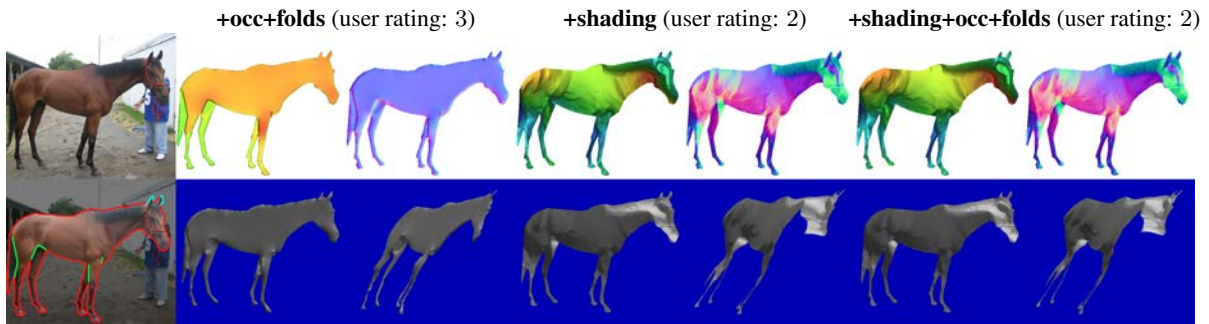 +occ+folds (user rating: 3)
+shading (user rating: 2)
+shading+occ+folds (user rating: 2)